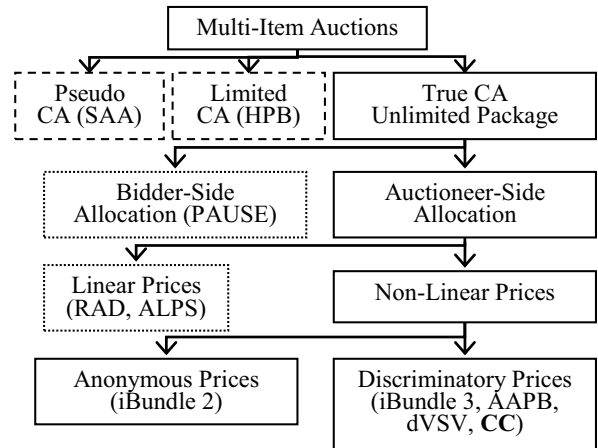 Multi-Item Auctions
Pseudo
CA (SAA)
Limited
CA (HPB)
True CA
Unlimited Package
Bidder-Side
Allocation (PAUSE)
Auctioneer-Side
Allocation
Linear Prices
(RAD, ALPS)
Non-Linear Prices
Anonymous Prices
(iBundle 2)
Discriminatory Prices
(iBundle 3, AAPB,
dVSV, CC)